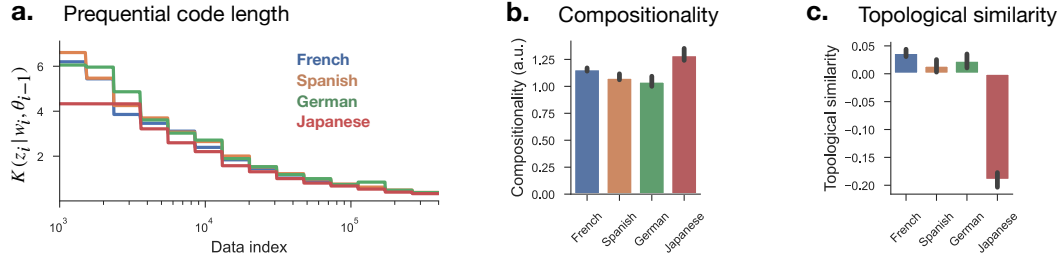 a. Prequential code length
K(z_i | w_i, θ_{i−1})
6
4
2
French
Spanish
German
Japanese
10^3
10^4
10^5
Data index
b. Compositionality
Compositionality (a.u.)
1.25
1.00
0.75
0.50
0.25
0.00
French
Spanish
German
Japanese
c. Topological similarity
Topological similarity
0.05
0.00
−0.05
−0.10
−0.15
−0.20
French
Spanish
German
Japanese